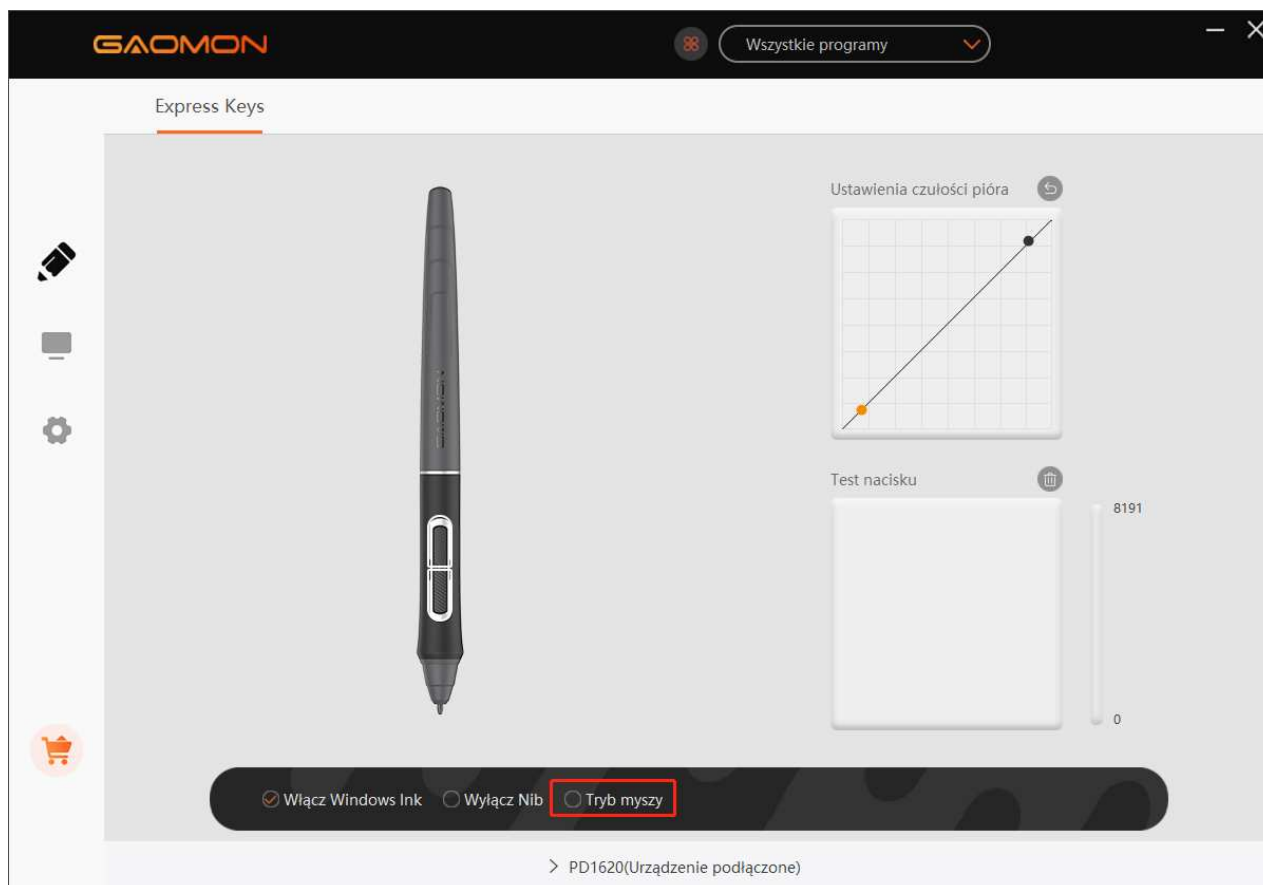 GAOMON
Wszystkie programy
Express Keys
Ustawienia czułości pióra
GAOMON
Test nacisku
8191
0
Włącz Windows Ink
Wyłącz Nib
Tryb myszy
PD1620(Urządzenie podłączone)